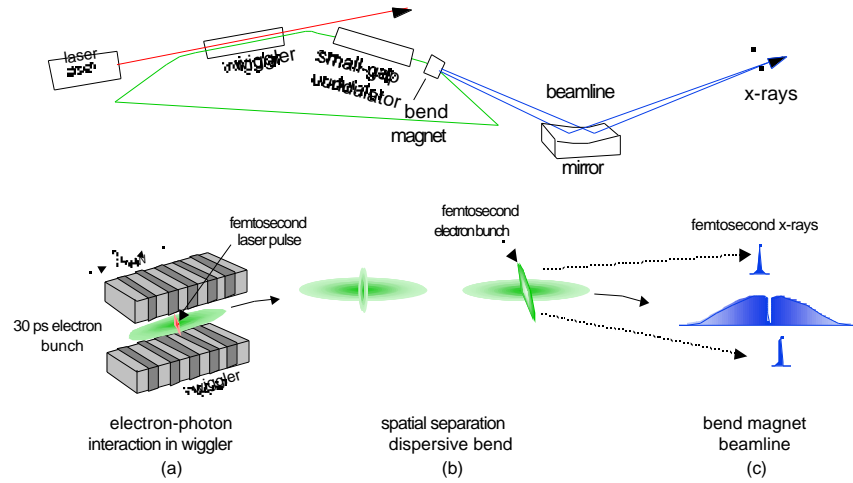 laser
wiggler
small-gap
undulator
bend
magnet
beamline
mirror
x-rays
femtosecond
laser pulse
30 ps electron
bunch
wiggler
femtosecond
electron bunch
femtosecond x-rays
electron-photon
interaction in wiggler
(a)
spatial separation
dispersive bend
(b)
bend magnet
beamline
(c)